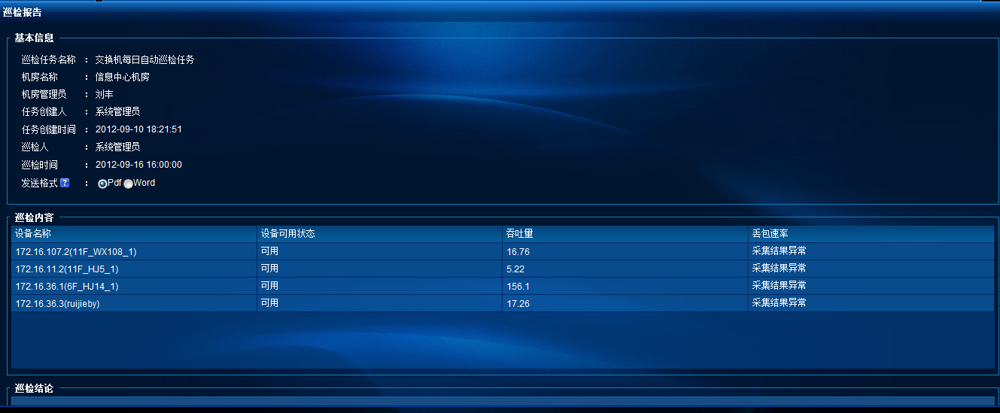 巡检报告
基本信息
巡检任务名称 : 交换机每日自动巡检任务
机房名称 : 信息中心机房
机房管理员 : 刘丰
任务创建人 : 系统管理员
任务创建时间 : 2012-09-10 18:21:51
巡检人 : 系统管理员
巡检时间 : 2012-09-16 16:00:00
发送格式 ? : Pdf Word
巡检内容
设备名称 设备可用状态 吞吐量 丢包速率
172.16.107.2(11F_WX108_1) 可用 16.76 采集结果异常
172.16.11.2(11F_HJ5_1) 可用 5.22 采集结果异常
172.16.36.1(6F_HJ14_1) 可用 156.1 采集结果异常
172.16.36.3(ruijieby) 可用 17.26 采集结果异常
巡检结论